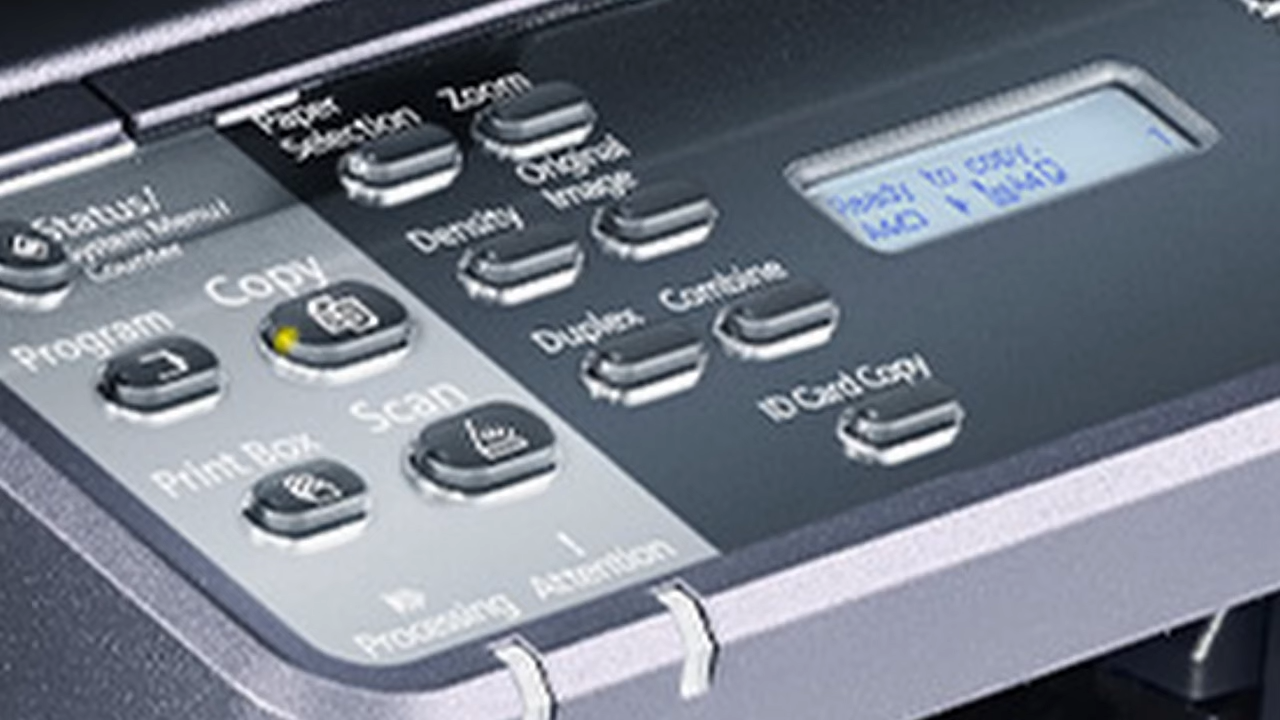 Paper
Selection
Zoom
Original
Image
Density
Status/
System Menu/
Counter
Copy
Program
Duplex
Combine
ID Card Copy
Scan
Print Box
Processing
Attention
Ready to copy.
1